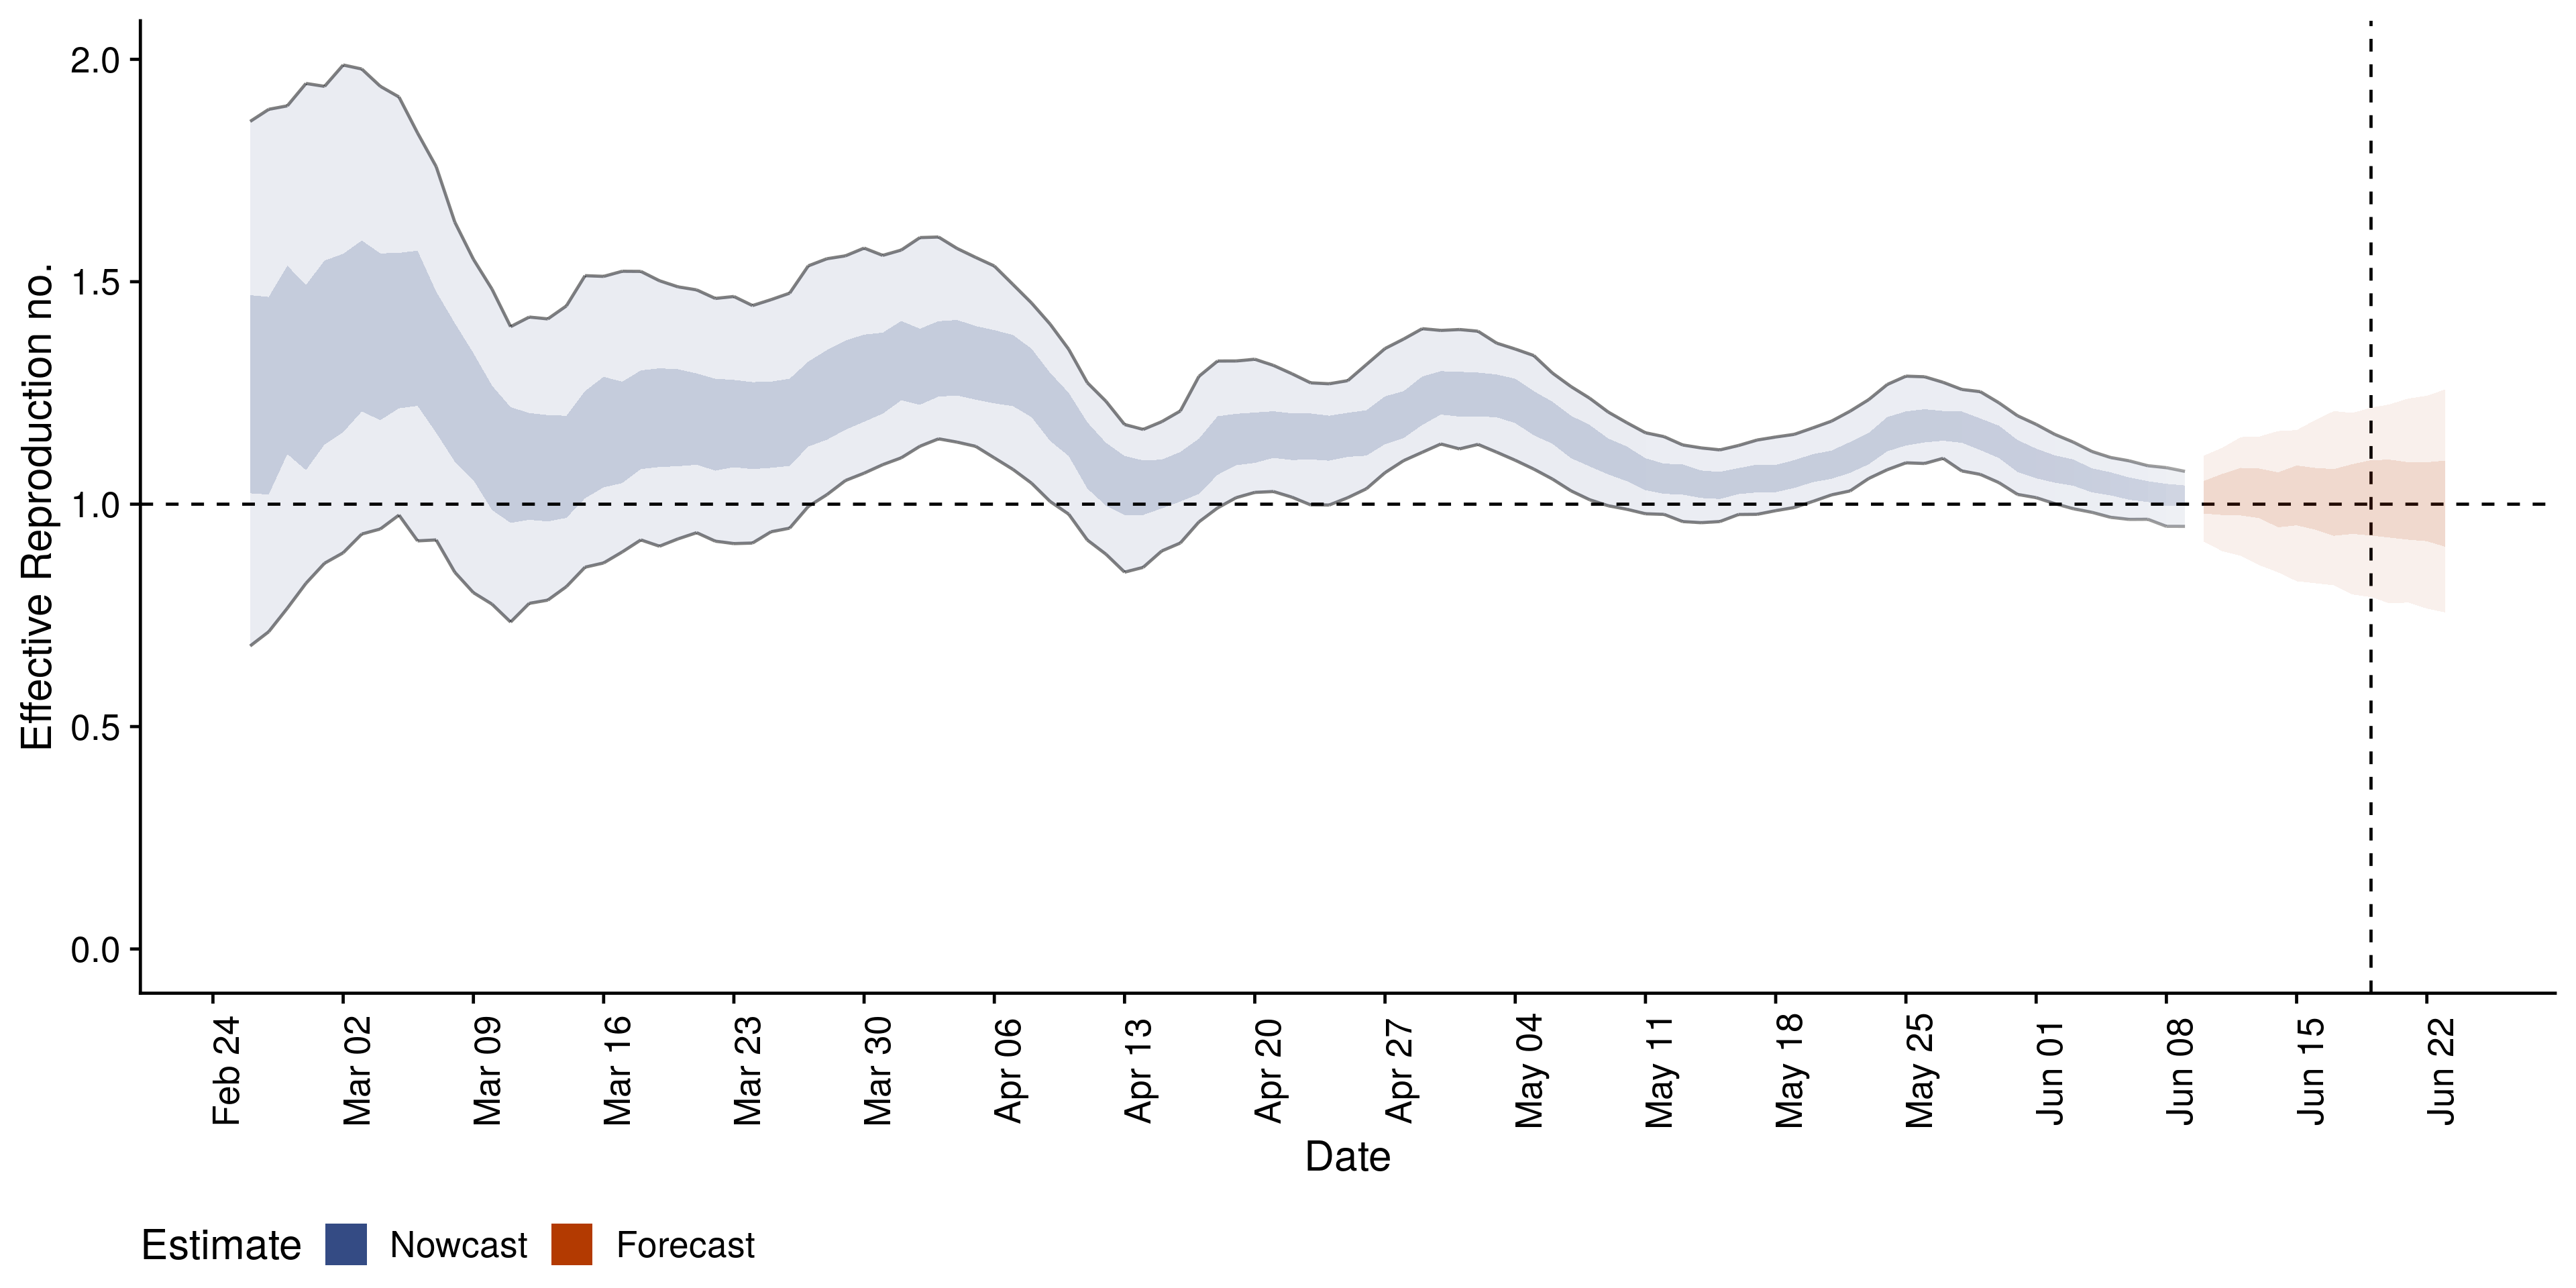 Effective Reproduction no.
2.0
1.5
1.0
0.5
0.0
Feb 24
Mar 02
Mar 09
Mar 16
Mar 23
Mar 30
Apr 06
Apr 13
Apr 20
Apr 27
May 04
May 11
May 18
May 25
Jun 01
Jun 08
Jun 15
Jun 22
Date
Estimate Nowcast Forecast